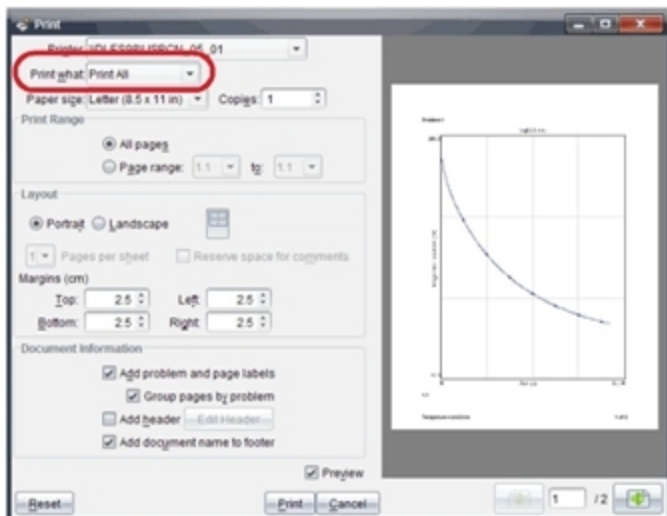 Print
Printer:
Print what: Print All
Paper size: Letter (8.5 x 11 in) Copies: 1
Print Range
All pages
Page range: 1.1 to: 1.1
Layout
Portrait Landscape
1 Pages per sheet Reserve space for comments
Margins (cm)
Top: 2.5 Left: 2.5
Bottom: 2.5 Right: 2.5
Document Information
Add problem and page labels
Group pages by problem
Add header Edit Header
Add document name to footer
Preview
Reset Print Cancel
1 / 2